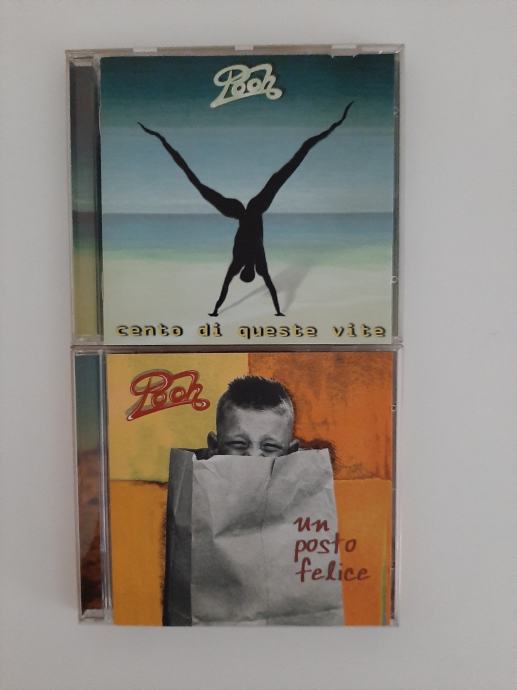 Pooh
cento di queste vite
Pooh
un
posto
felice